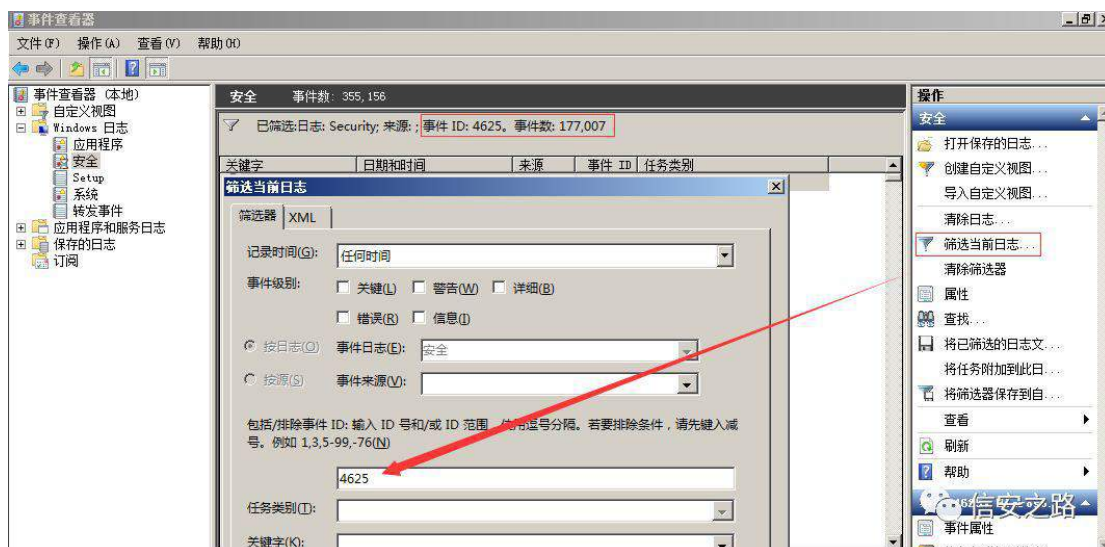 事件查看器
文件(F) 操作(A) 查看(V) 帮助(H)
事件查看器 (本地)
自定义视图
Windows 日志
应用程序
安全
Setup
系统
转发事件
应用程序和服务日志
保存的日志
订阅
安全 事件数: 355,156
已筛选:日志: Security; 来源: ; 事件 ID: 4625。事件数: 177,007
关键字 日期和时间 来源 事件 ID 任务类别
筛选当前日志
筛选器 XML
记录时间(G): 任何时间
事件级别: 关键(L) 警告(W) 详细(B)
错误(R) 信息(I)
按日志(O) 事件日志(E): 安全
按源(S) 事件来源(V):
包括/排除事件 ID: 输入 ID 号和/或 ID 范围，使用逗号分隔。若要排除条件，请先键入减
号。例如 1,3,5-99,-76(N)
4625
任务类别(T):
关键字(K):
操作
安全
打开保存的日志...
创建自定义视图...
导入自定义视图...
清除日志...
筛选当前日志...
清除筛选器
属性
查找...
将已筛选的日志文...
将任务附加到此日...
将筛选器保存到自...
查看
刷新
帮助
信安之路
事件属性